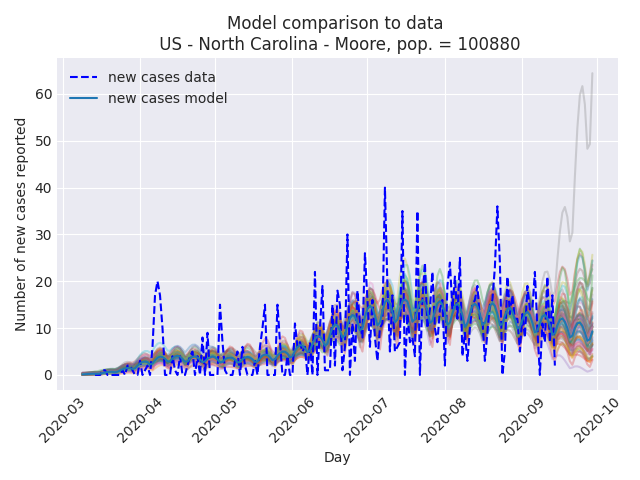 Model comparison to data
US - North Carolina - Moore, pop. = 100880
new cases data
new cases model
Number of new cases reported
60
50
40
30
20
10
0
2020-03
2020-04
2020-05
2020-06
2020-07
2020-08
2020-09
2020-10
Day